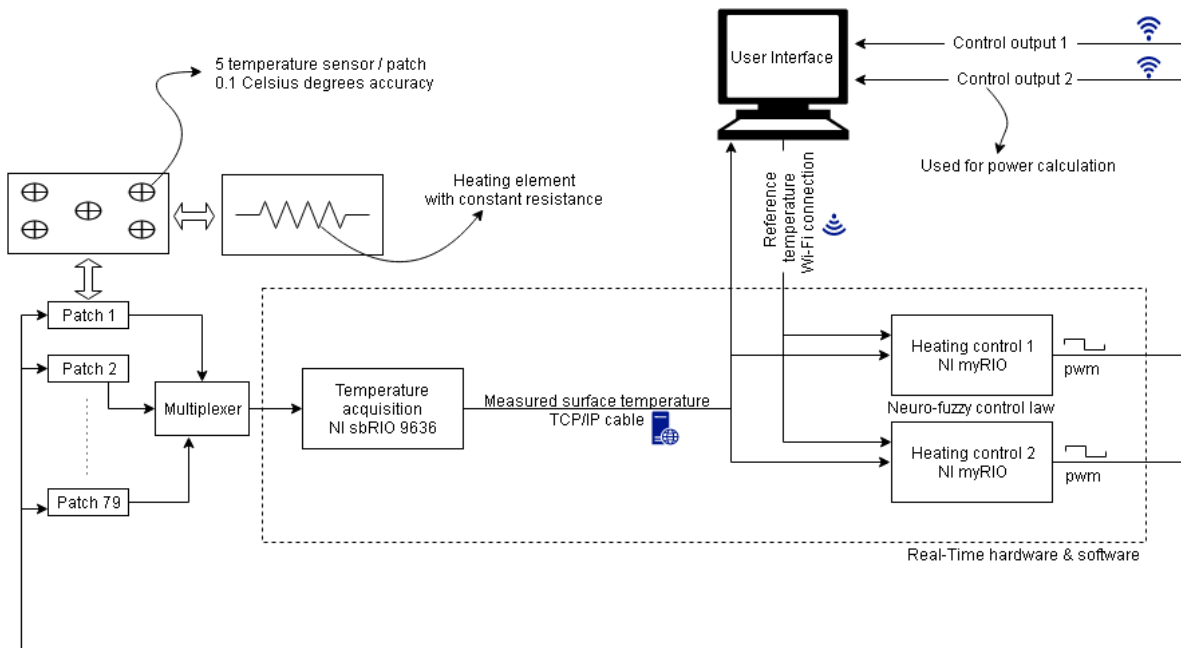 5 temperature sensor / patch
0.1 Celsius degrees accuracy
Heating element
with constant resistance
User Interface
Control output 1
Control output 2
Used for power calculation
Reference
temperature
Wi-Fi connection
Patch 1
Patch 2
Patch 79
Multiplexer
Temperature
acquisition
NI sbRIO 9636
Measured surface temperature
TCP/IP cable
Heating control 1
NI myRIO
pwm
Neuro-fuzzy control law
Heating control 2
NI myRIO
pwm
Real-Time hardware & software